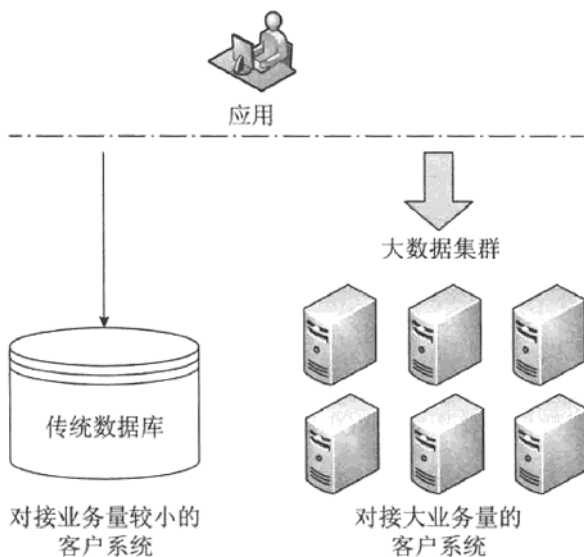 应用
大数据集群
传统数据库
对接业务量较小的
客户系统
对接大业务量的
客户系统